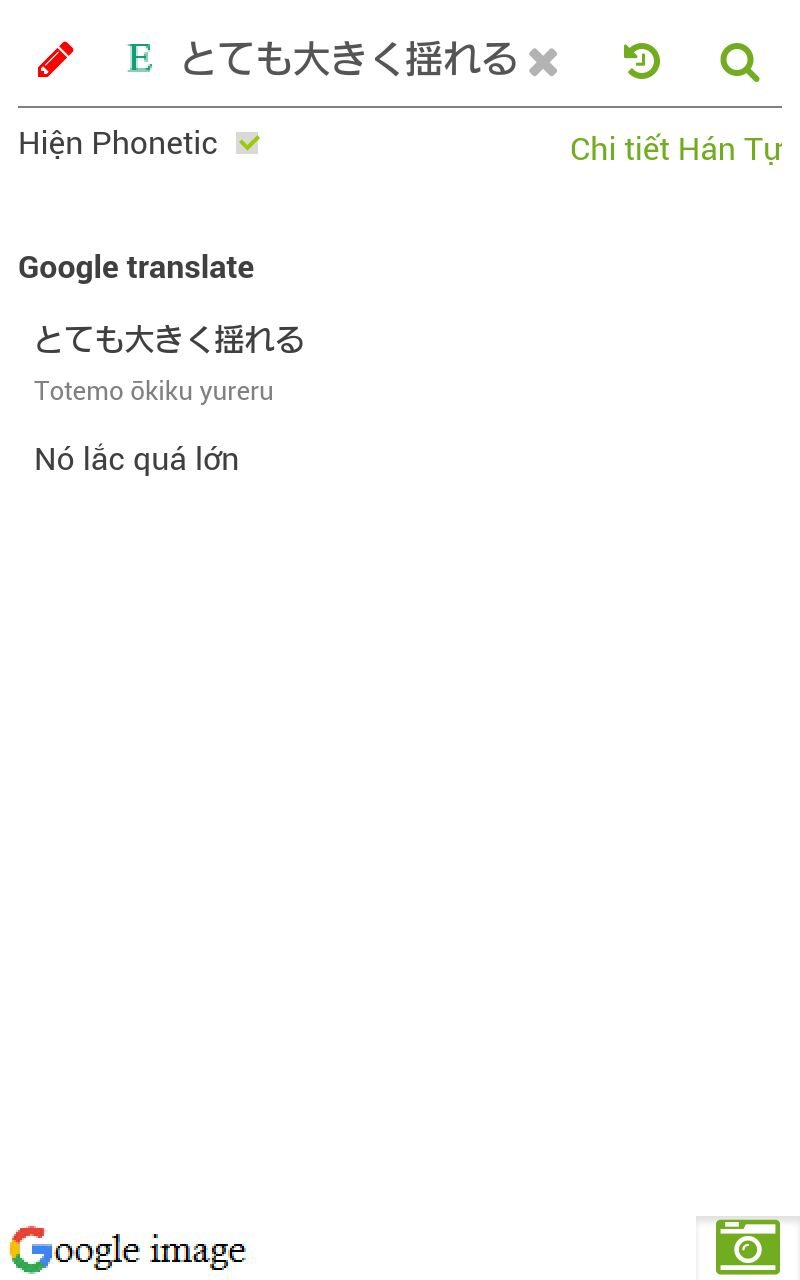 E とても大きく揺れる
Hiện Phonetic
Chi tiết Hán Tự
Google translate
とても大きく揺れる
Totemo ōkiku yureru
Nó lắc quá lớn
Google image